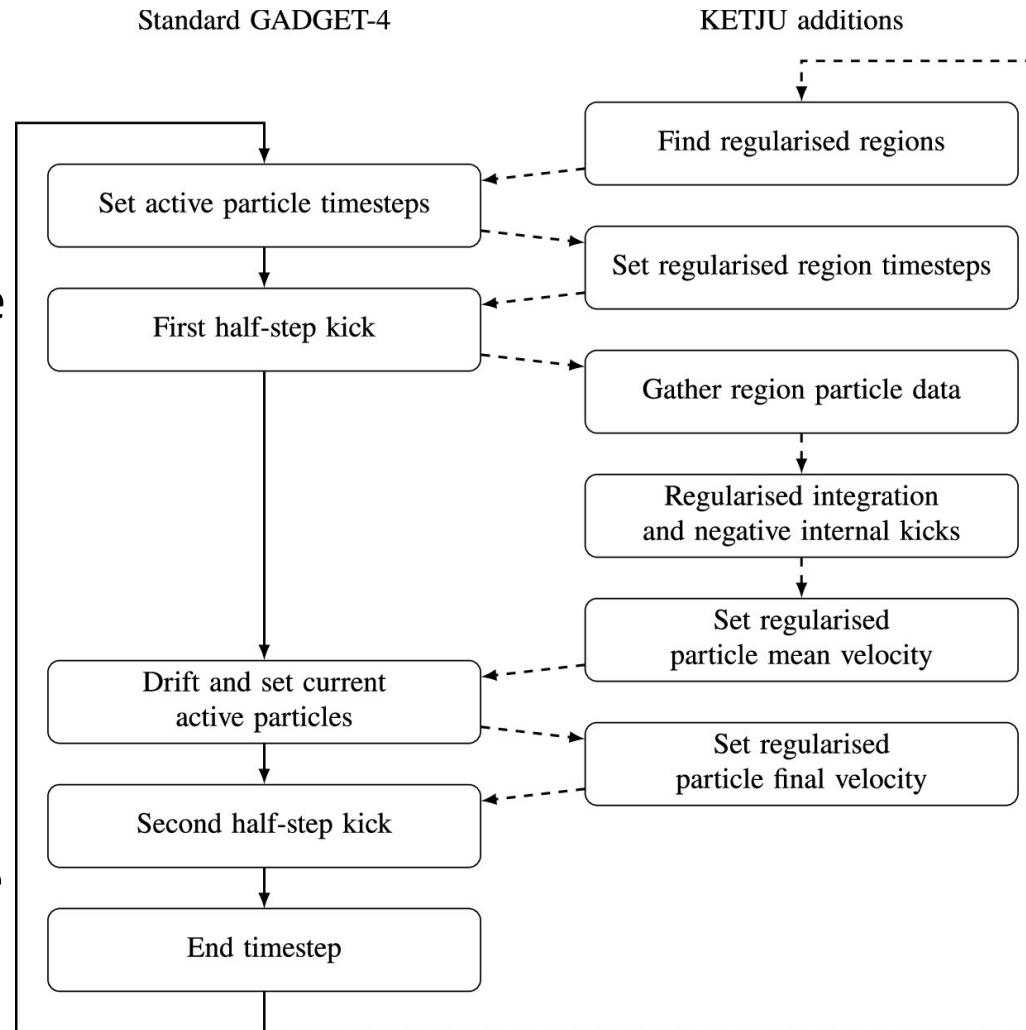 Standard GADGET-4
KETJU additions
Find regularised regions
Set active particle timesteps
Set regularised region timesteps
First half-step kick
Gather region particle data
Regularised integration
and negative internal kicks
Set regularised
particle mean velocity
Drift and set current
active particles
Set regularised
particle final velocity
Second half-step kick
End timestep